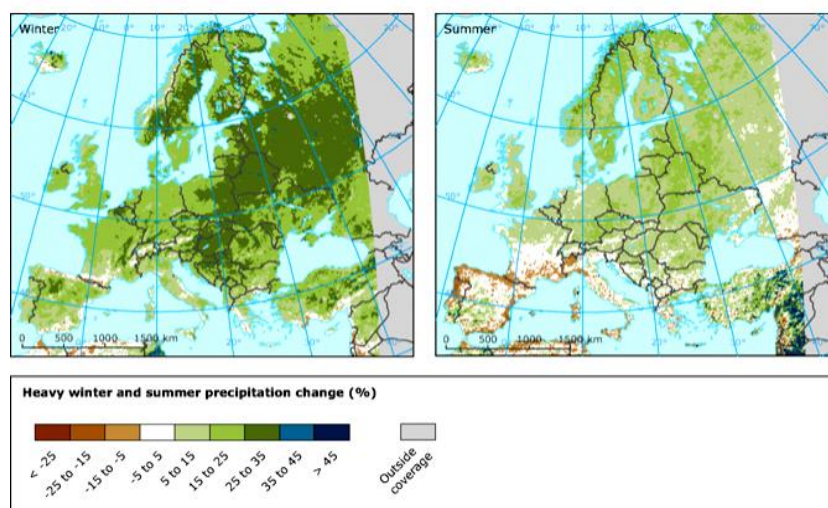 Winter
Summer
0 500 1000 1500 km
0 500 1000 1500 km
Heavy winter and summer precipitation change (%)
< -25
-25 to -15
-15 to -5
-5 to 5
5 to 15
15 to 25
25 to 35
35 to 45
> 45
Outside
coverage